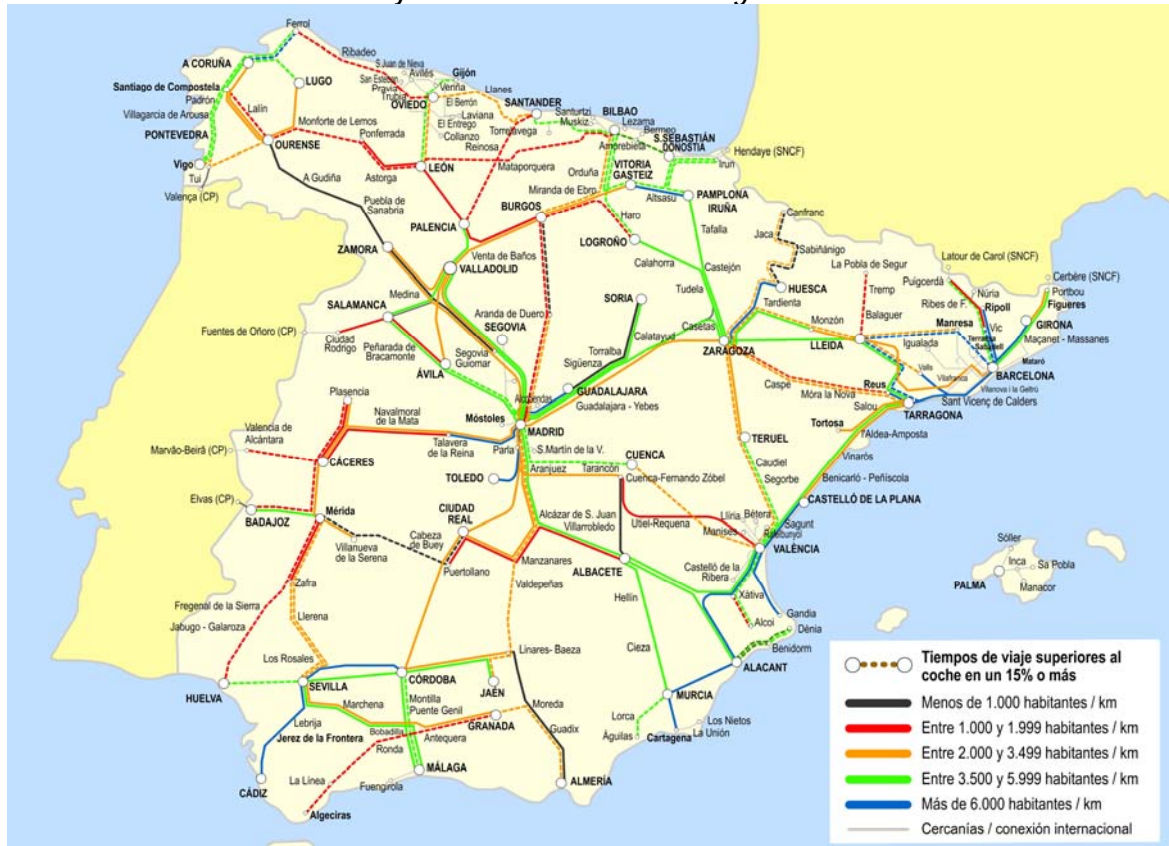 Ferrol
Ribadeo
A CORUÑA
S.Juan de Nieva
Avilés
Gijón
San Esteban
Pravia
Trubia
Veriña
LUGO
Santiago de Compostela
OVIEDO
El Berrón
Llanes
SANTANDER
Padrón
Lalín
Laviana
El Entrego
Collanzo
Santurtzi
Muskiz
BILBAO
Lezama
Bermeo
Villagarcia de Arousa
Monforte de Lemos
Ponferrada
Reinosa
Torrelavega
Amorebieta
S.SEBASTIÁN
DONOSTIA
Hendaye (SNCF)
PONTEVEDRA
OURENSE
LEÓN
Mataporquera
Orduña
VITORIA
GASTEIZ
Irun
Vigo
Tui
Astorga
Miranda de Ebro
Altsasu
PAMPLONA
IRUÑA
Valença (CP)
A Gudiña
Puebla de
Sanabria
PALENCIA
BURGOS
Haro
LOGROÑO
Tafalla
Canfranc
Jaca
Sabiñánigo
ZAMORA
Venta de Baños
Calahorra
Castejón
La Pobla de Segur
Latour de Carol (SNCF)
Cerbère (SNCF)
VALLADOLID
Medina
SORIA
Tudela
HUESCA
Tardienta
Tremp
Puigcerdà
Núria
Portbou
Ribes de F.
Ripoll
Figueres
SALAMANCA
Aranda de Duero
SEGOVIA
Calatayud
Casetas
Monzón
Balaguer
Manresa
Vic
GIRONA
Fuentes de Oñoro (CP)
Ciudad
Rodrigo
Peñarada de
Bracamonte
Segovia
Guiomar
Torralba
Sigüenza
ZARAGOZA
LLEIDA
Igualada
Terrassa
Sabadell
Maçanet - Massanes
Mataró
ÁVILA
GUADALAJARA
Guadalajara - Yebes
Caspe
Reus
Valls
Vilafranca
BARCELONA
Vilanova i la Geltrú
Sant Vicenç de Calders
Plasencia
Navalmoral
de la Mata
Móstoles
Alcobendas
MADRID
Móra la Nova
Salou
TARRAGONA
Valencia de
Alcántara
Talavera
de la Reina
Parla
S.Martín de la V.
TERUEL
Tortosa
l'Aldea-Amposta
Marvâo-Beirâ (CP)
CÁCERES
TOLEDO
Aranjuez
Tarancón
CUENCA
Cuenca-Fernando Zóbel
Caudiel
Segorbe
Vinarós
Benicarló - Peñíscola
Elvas (CP)
BADAJOZ
Mérida
CIUDAD
REAL
Alcázar de S. Juan
Villarrobledo
Utiel-Requena
Llíria
Bétera
Manises
CASTELLÓ DE LA PLANA
Sagunt
Rafelbunyol
Villanueva
de la Serena
Cabeza
de Buey
Puertollano
Manzanares
Valdepeñas
ALBACETE
Castelló de la
Ribera
VALÈNCIA
Sóller
Inca
Sa Pobla
PALMA
Manacor
Zafra
Fregenal de la Sierra
Jabugo - Galaroza
Llerena
Hellín
Xàtiva
Alcoi
Gandia
Dénia
Benidorm
Los Rosales
Linares- Baeza
Cieza
ALACANT
HUELVA
SEVILLA
CÓRDOBA
JAÉN
Marchena
Montilla
Puente Genil
Moreda
MURCIA
Lebrija
Jerez de la Frontera
Bobadilla
Ronda
Antequera
GRANADA
Guadix
Lorca
Águilas
Cartagena
Los Nietos
La Unión
CÁDIZ
La Línea
Fuengirola
MÁLAGA
ALMERÍA
Algeciras
Tiempos de viaje superiores al
coche en un 15% o más
Menos de 1.000 habitantes / km
Entre 1.000 y 1.999 habitantes / km
Entre 2.000 y 3.499 habitantes / km
Entre 3.500 y 5.999 habitantes / km
Más de 6.000 habitantes / km
Cercanías / conexión internacional